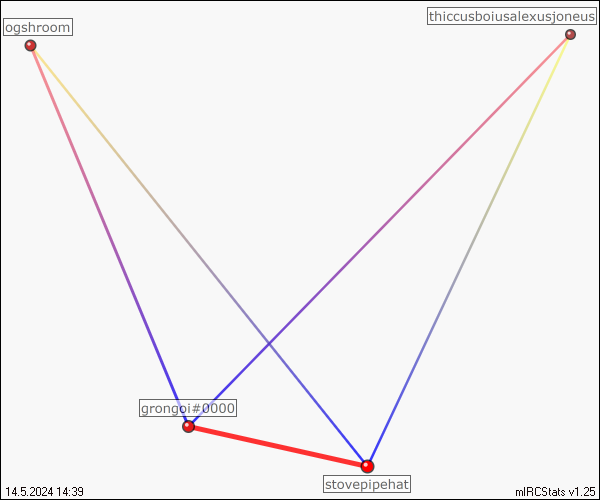 ogshroom
thiccusboiusalexusjoneus
grongoi#0000
stovepipehat
14.5.2024 14:39
mIRCStats v1.25